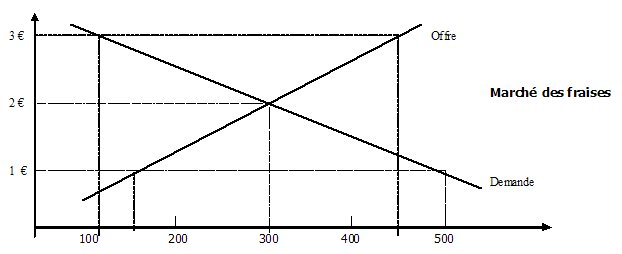 3 €
Offre
2 €
Marché des fraises
1 €
Demande
100 200 300 400 500